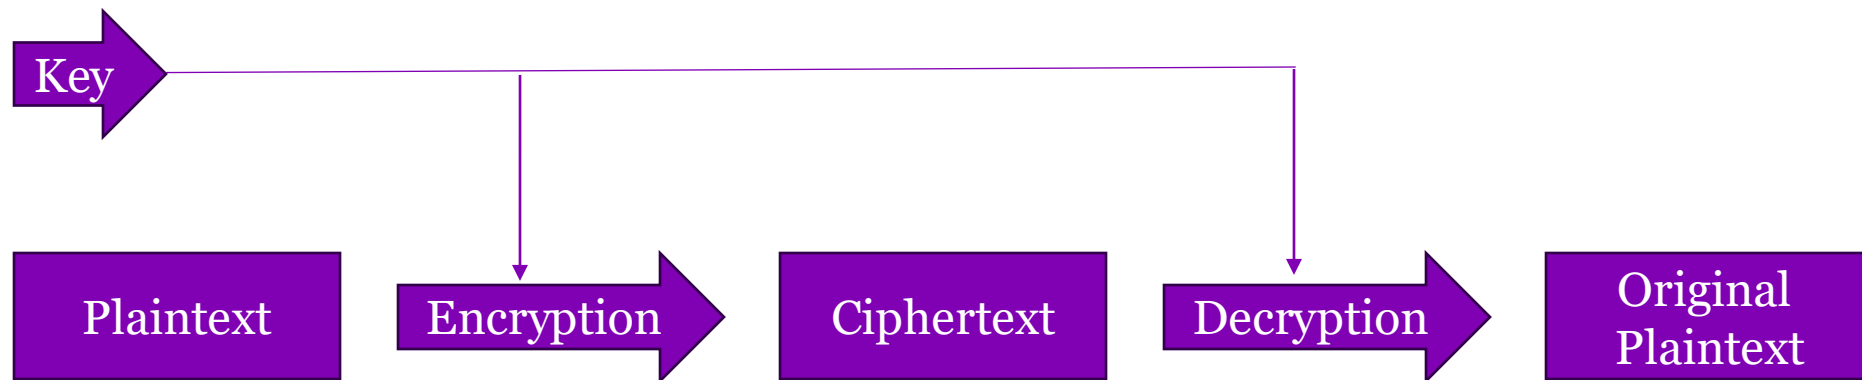 Key
Plaintext
Encryption
Ciphertext
Decryption
Original
Plaintext